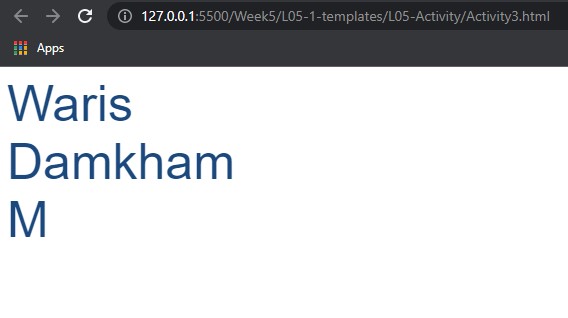 127.0.0.1:5500/Week5/L05-1-templates/L05-Activity/Activity3.html
Apps
Waris
Damkham
M